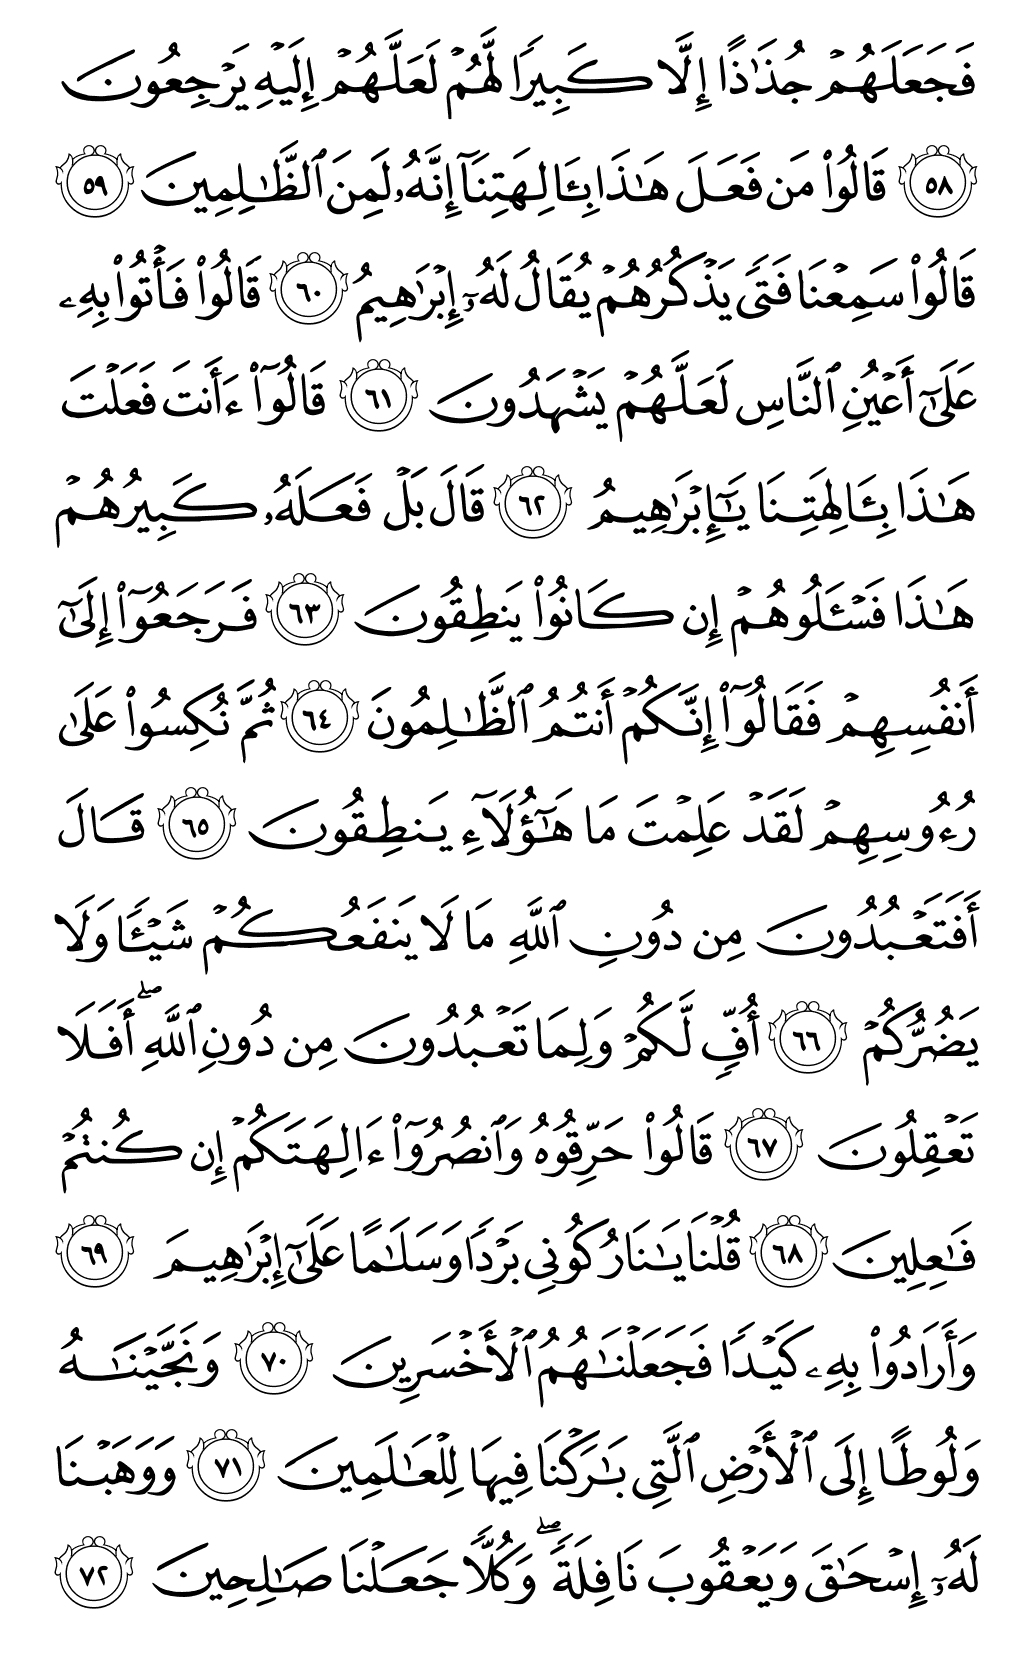 فَجَعَلَهُمۡ جُذَٰذًا إِلَّا كَبِيرٗا لَّهُمۡ لَعَلَّهُمۡ إِلَيۡهِ يَرۡجِعُونَ
٥٨ قَالُواْ مَن فَعَلَ هَٰذَا بِـَٔالِهَتِنَآ إِنَّهُۥ لَمِنَ ٱلظَّٰلِمِينَ ٥٩
قَالُواْ سَمِعۡنَا فَتٗى يَذۡكُرُهُمۡ يُقَالُ لَهُۥٓ إِبۡرَٰهِيمُ ٦٠ قَالُواْ فَأۡتُواْ بِهِۦ
عَلَىٰٓ أَعۡيُنِ ٱلنَّاسِ لَعَلَّهُمۡ يَشۡهَدُونَ ٦١ قَالُوٓاْ ءَأَنتَ فَعَلۡتَ
هَٰذَا بِـَٔالِهَتِنَا يَٰٓإِبۡرَٰهِيمُ ٦٢ قَالَ بَلۡ فَعَلَهُۥ كَبِيرُهُمۡ
هَٰذَا فَسۡـَٔلُوهُمۡ إِن كَانُواْ يَنطِقُونَ ٦٣ فَرَجَعُوٓاْ إِلَىٰٓ
أَنفُسِهِمۡ فَقَالُوٓاْ إِنَّكُمۡ أَنتُمُ ٱلظَّٰلِمُونَ ٦٤ ثُمَّ نُكِسُواْ عَلَىٰ
رُءُوسِهِمۡ لَقَدۡ عَلِمۡتَ مَا هَٰٓؤُلَآءِ يَنطِقُونَ ٦٥ قَالَ
أَفَتَعۡبُدُونَ مِن دُونِ ٱللَّهِ مَا لَا يَنفَعُكُمۡ شَيۡـٔٗا وَلَا
يَضُرُّكُمۡ ٦٦ أُفّٖ لَّكُمۡ وَلِمَا تَعۡبُدُونَ مِن دُونِ ٱللَّهِۖ أَفَلَا
تَعۡقِلُونَ ٦٧ قَالُواْ حَرِّقُوهُ وَٱنصُرُوٓاْ ءَالِهَتَكُمۡ إِن كُنتُمۡ
فَٰعِلِينَ ٦٨ قُلۡنَا يَٰنَارُ كُونِي بَرۡدٗا وَسَلَٰمًا عَلَىٰٓ إِبۡرَٰهِيمَ ٦٩
وَأَرَادُواْ بِهِۦ كَيۡدٗا فَجَعَلۡنَٰهُمُ ٱلۡأَخۡسَرِينَ ٧٠ وَنَجَّيۡنَٰهُ
وَلُوطًا إِلَى ٱلۡأَرۡضِ ٱلَّتِي بَٰرَكۡنَا فِيهَا لِلۡعَٰلَمِينَ ٧١ وَوَهَبۡنَا
لَهُۥٓ إِسۡحَٰقَ وَيَعۡقُوبَ نَافِلَةٗۖ وَكُلّٗا جَعَلۡنَا صَٰلِحِينَ ٧٢